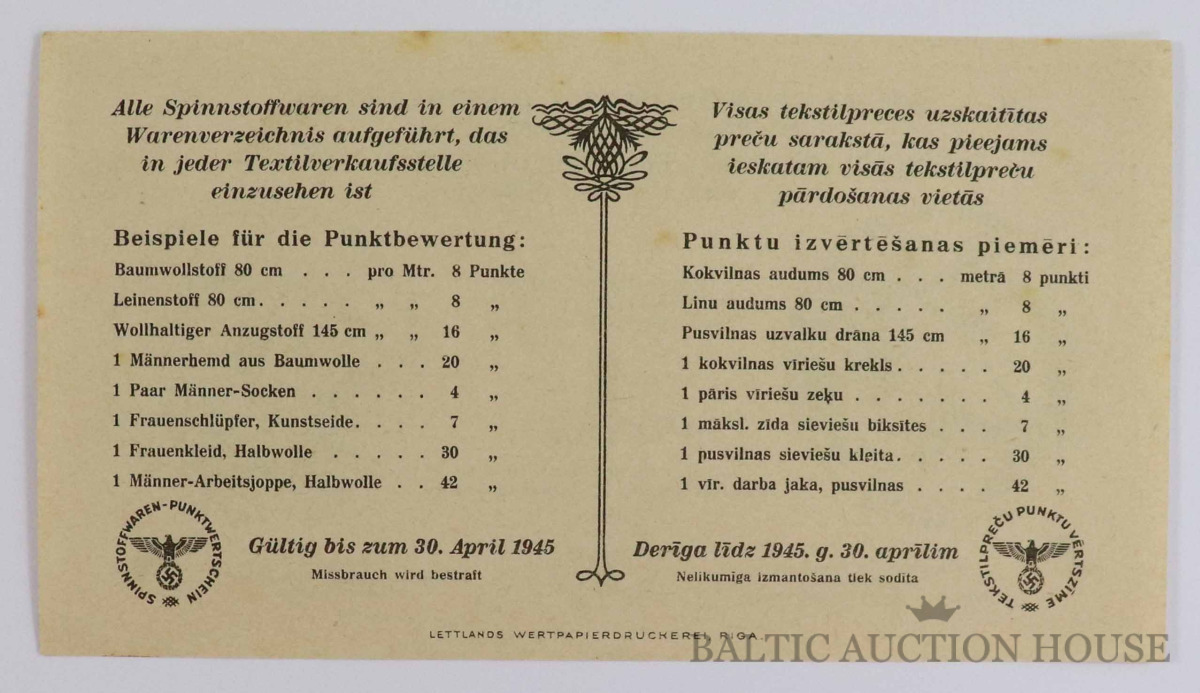 Alle Spinnstoffwaren sind in einem
Warenverzeichnis aufgeführt, das
in jeder Textilverkaufsstelle
einzusehen ist
Beispiele für die Punktbewertung:
Baumwollstoff 80 cm . . . pro Mtr. 8 Punkte
Leinenstoff 80 cm. . . . . „ „ 8 „
Wollhaltiger Anzugstoff 145 cm „ „ 16 „
1 Männerhemd aus Baumwolle . . . 20 „
1 Paar Männer-Socken . . . . . . 4 „
1 Frauenschlüpfer, Kunstseide. . . . 7 „
1 Frauenkleid, Halbwolle . . . . . 30 „
1 Männer-Arbeitsjoppe, Halbwolle . . 42 „
SPINNSTOFFWAREN-PUNKTWERTSCHEIN
Gültig bis zum 30. April 1945
Missbrauch wird bestraft
Visas tekstilpreces uzskaitītas
preču sarakstā, kas pieejams
ieskatam visās tekstilpreču
pārdošanas vietās
Punktu izvērtēšanas piemēri:
Kokvilnas audums 80 cm . . . metrā 8 punkti
Linu audums 80 cm . . . . . „ 8 „
Pusvilnas uzvalku drāna 145 cm „ 16 „
1 kokvilnas vīriešu krekls. . . . . 20 „
1 pāris vīriešu zeķu . . . . . . . 4 „
1 māksl. zīda sieviešu biksītes . . . 7 „
1 pusvilnas sieviešu kleita. . . . . 30 „
1 vīr. darba jaka, pusvilnas . . . . 42 „
Derīga līdz 1945. g. 30. aprīlim
Nelikumīga izmantošana tiek sodīta
TEKSTILPREČU PUNKTU VĒRTSZĪME
LETTLANDS WERTPAPIERDRUCKEREI, RIGA.
BALTIC AUCTION HOUSE